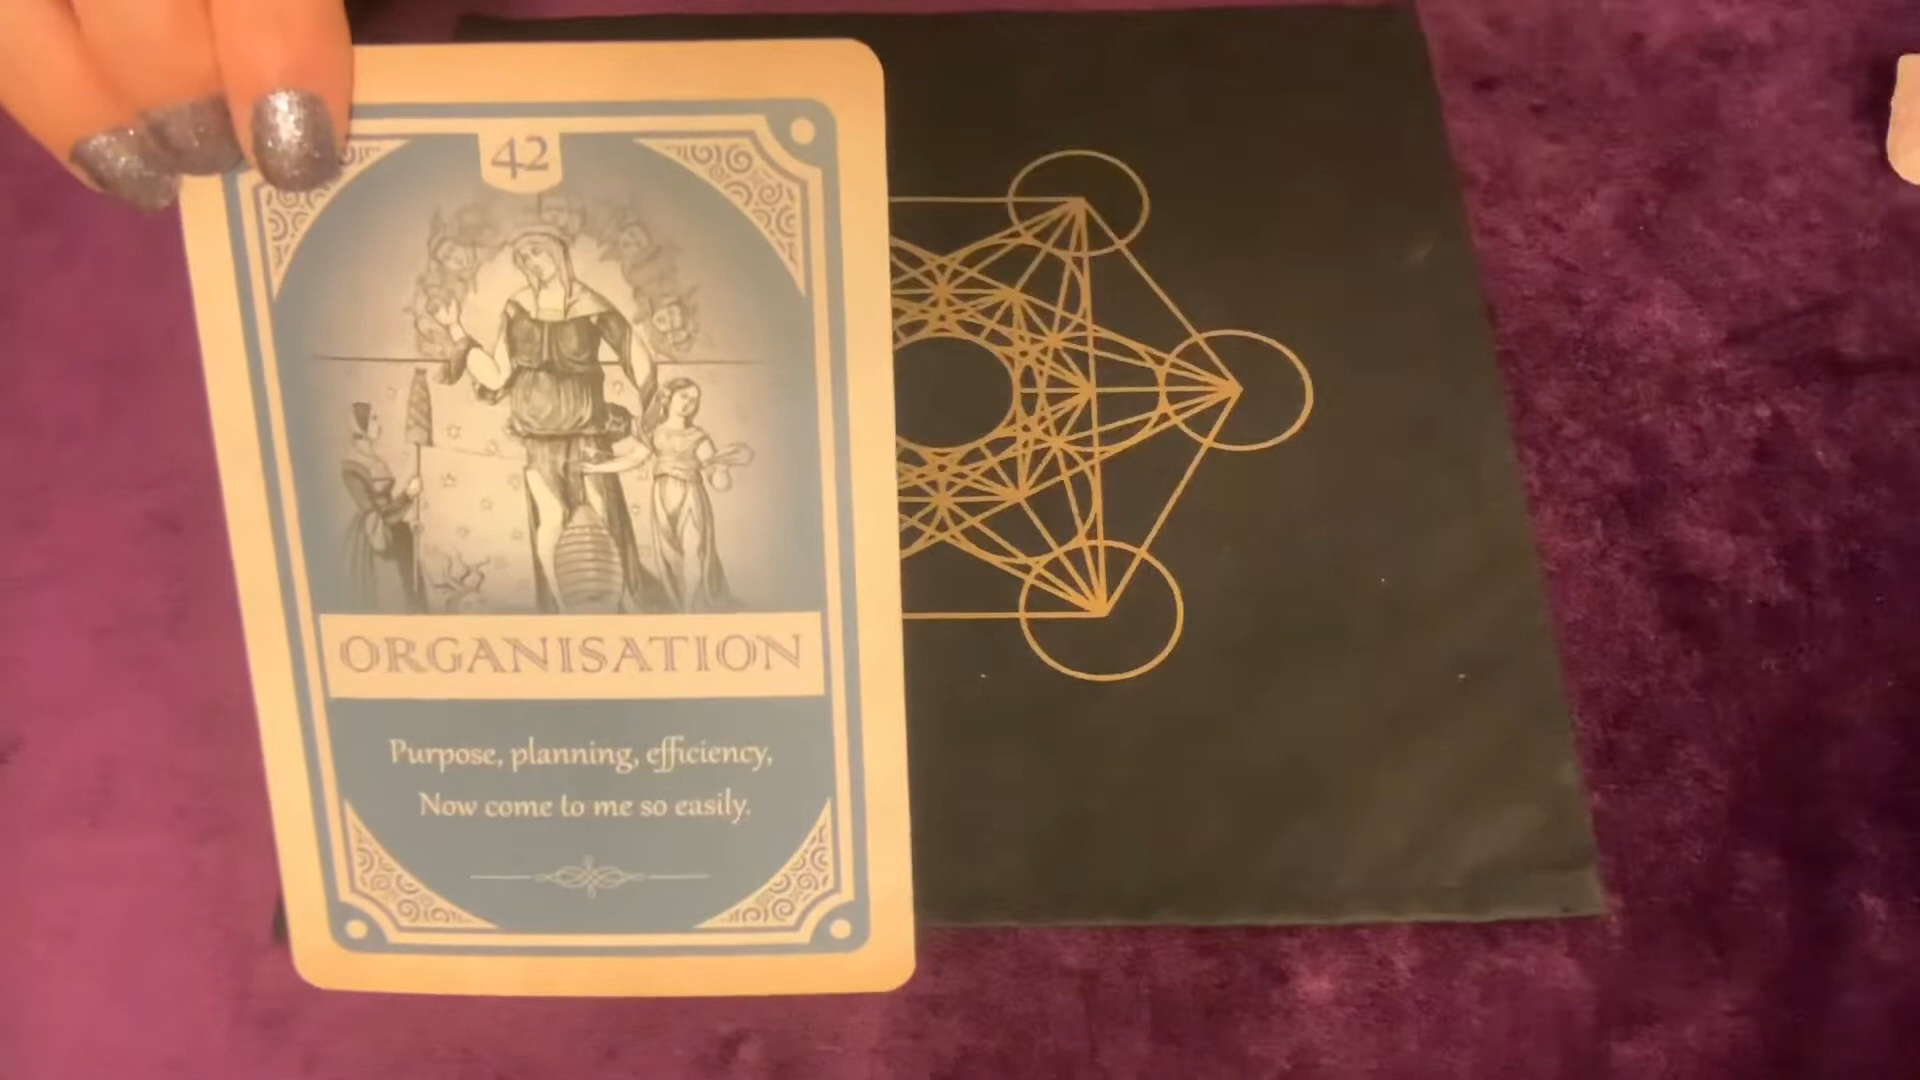 42
ORGANISATION
Purpose, planning, efficiency,
Now come to me so easily.